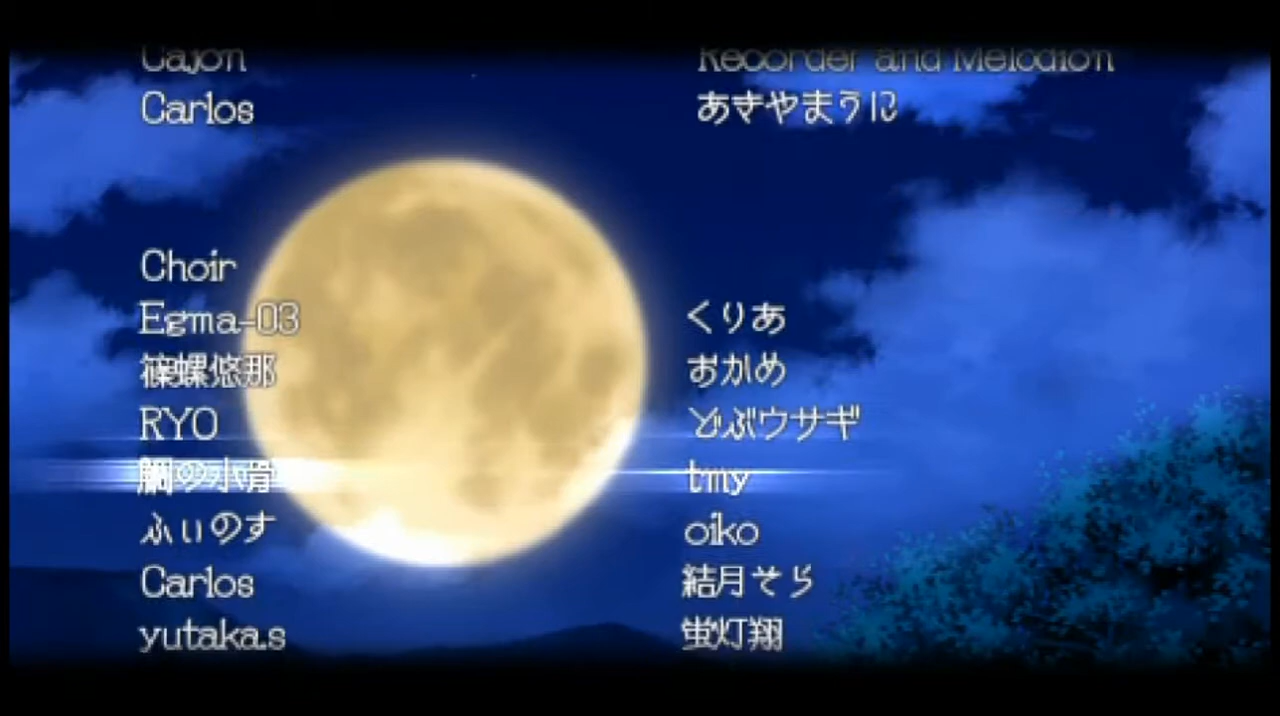 Cajon
Recorder and Melodion
Carlos
あきやまうに
Choir
Egma-03
くりあ
篠螺悠那
おかめ
RYO
どぶウサギ
鯛の小骨
tmy
ふぃのす
oiko
Carlos
結月そら
yutaka.s
蛍灯翔